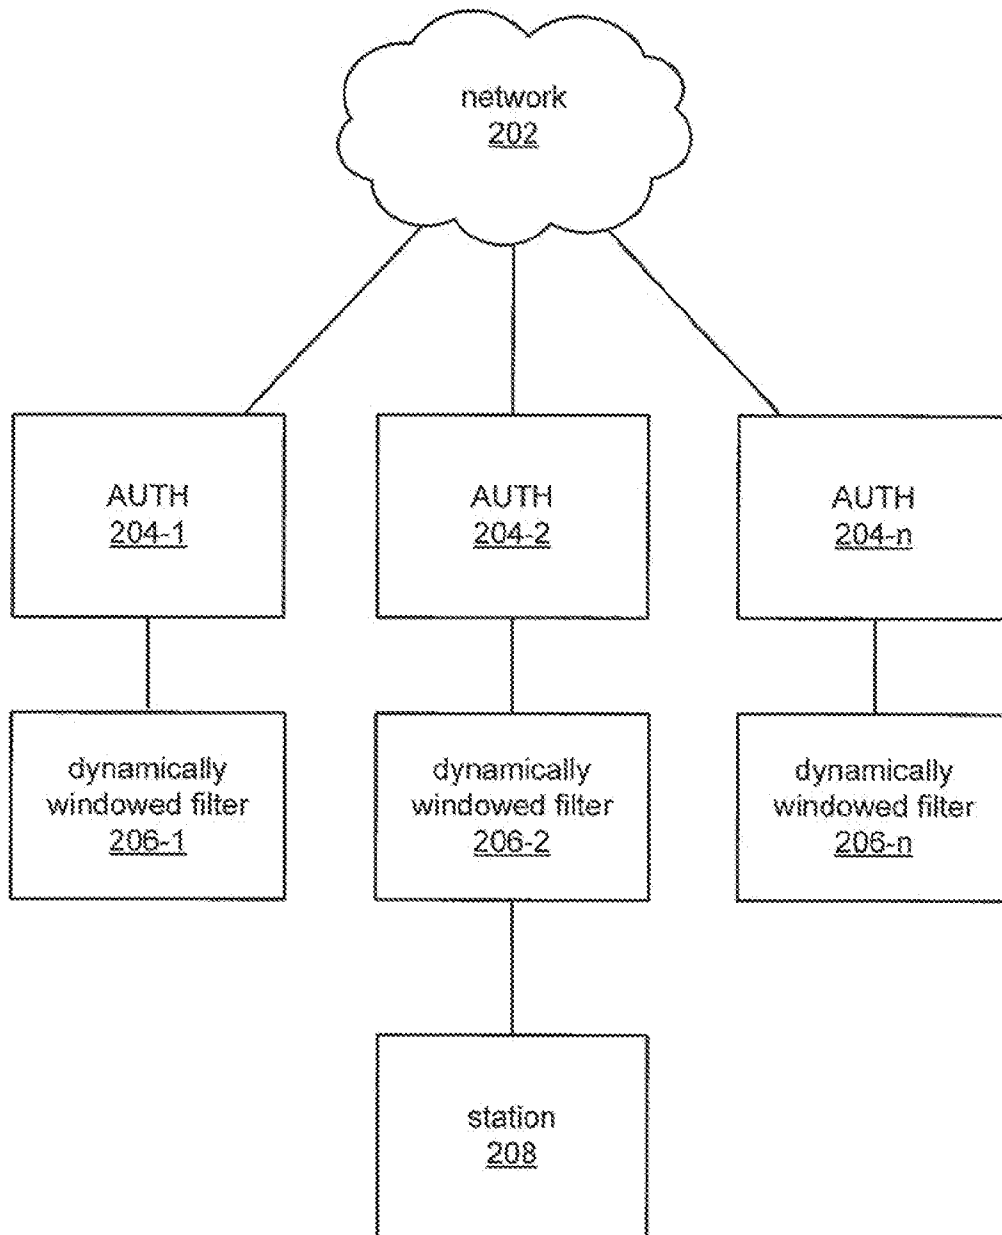 network
202
AUTH
204-1
AUTH
204-2
AUTH
204-n
dynamically
windowed filter
206-1
dynamically
windowed filter
206-2
dynamically
windowed filter
206-n
station
208